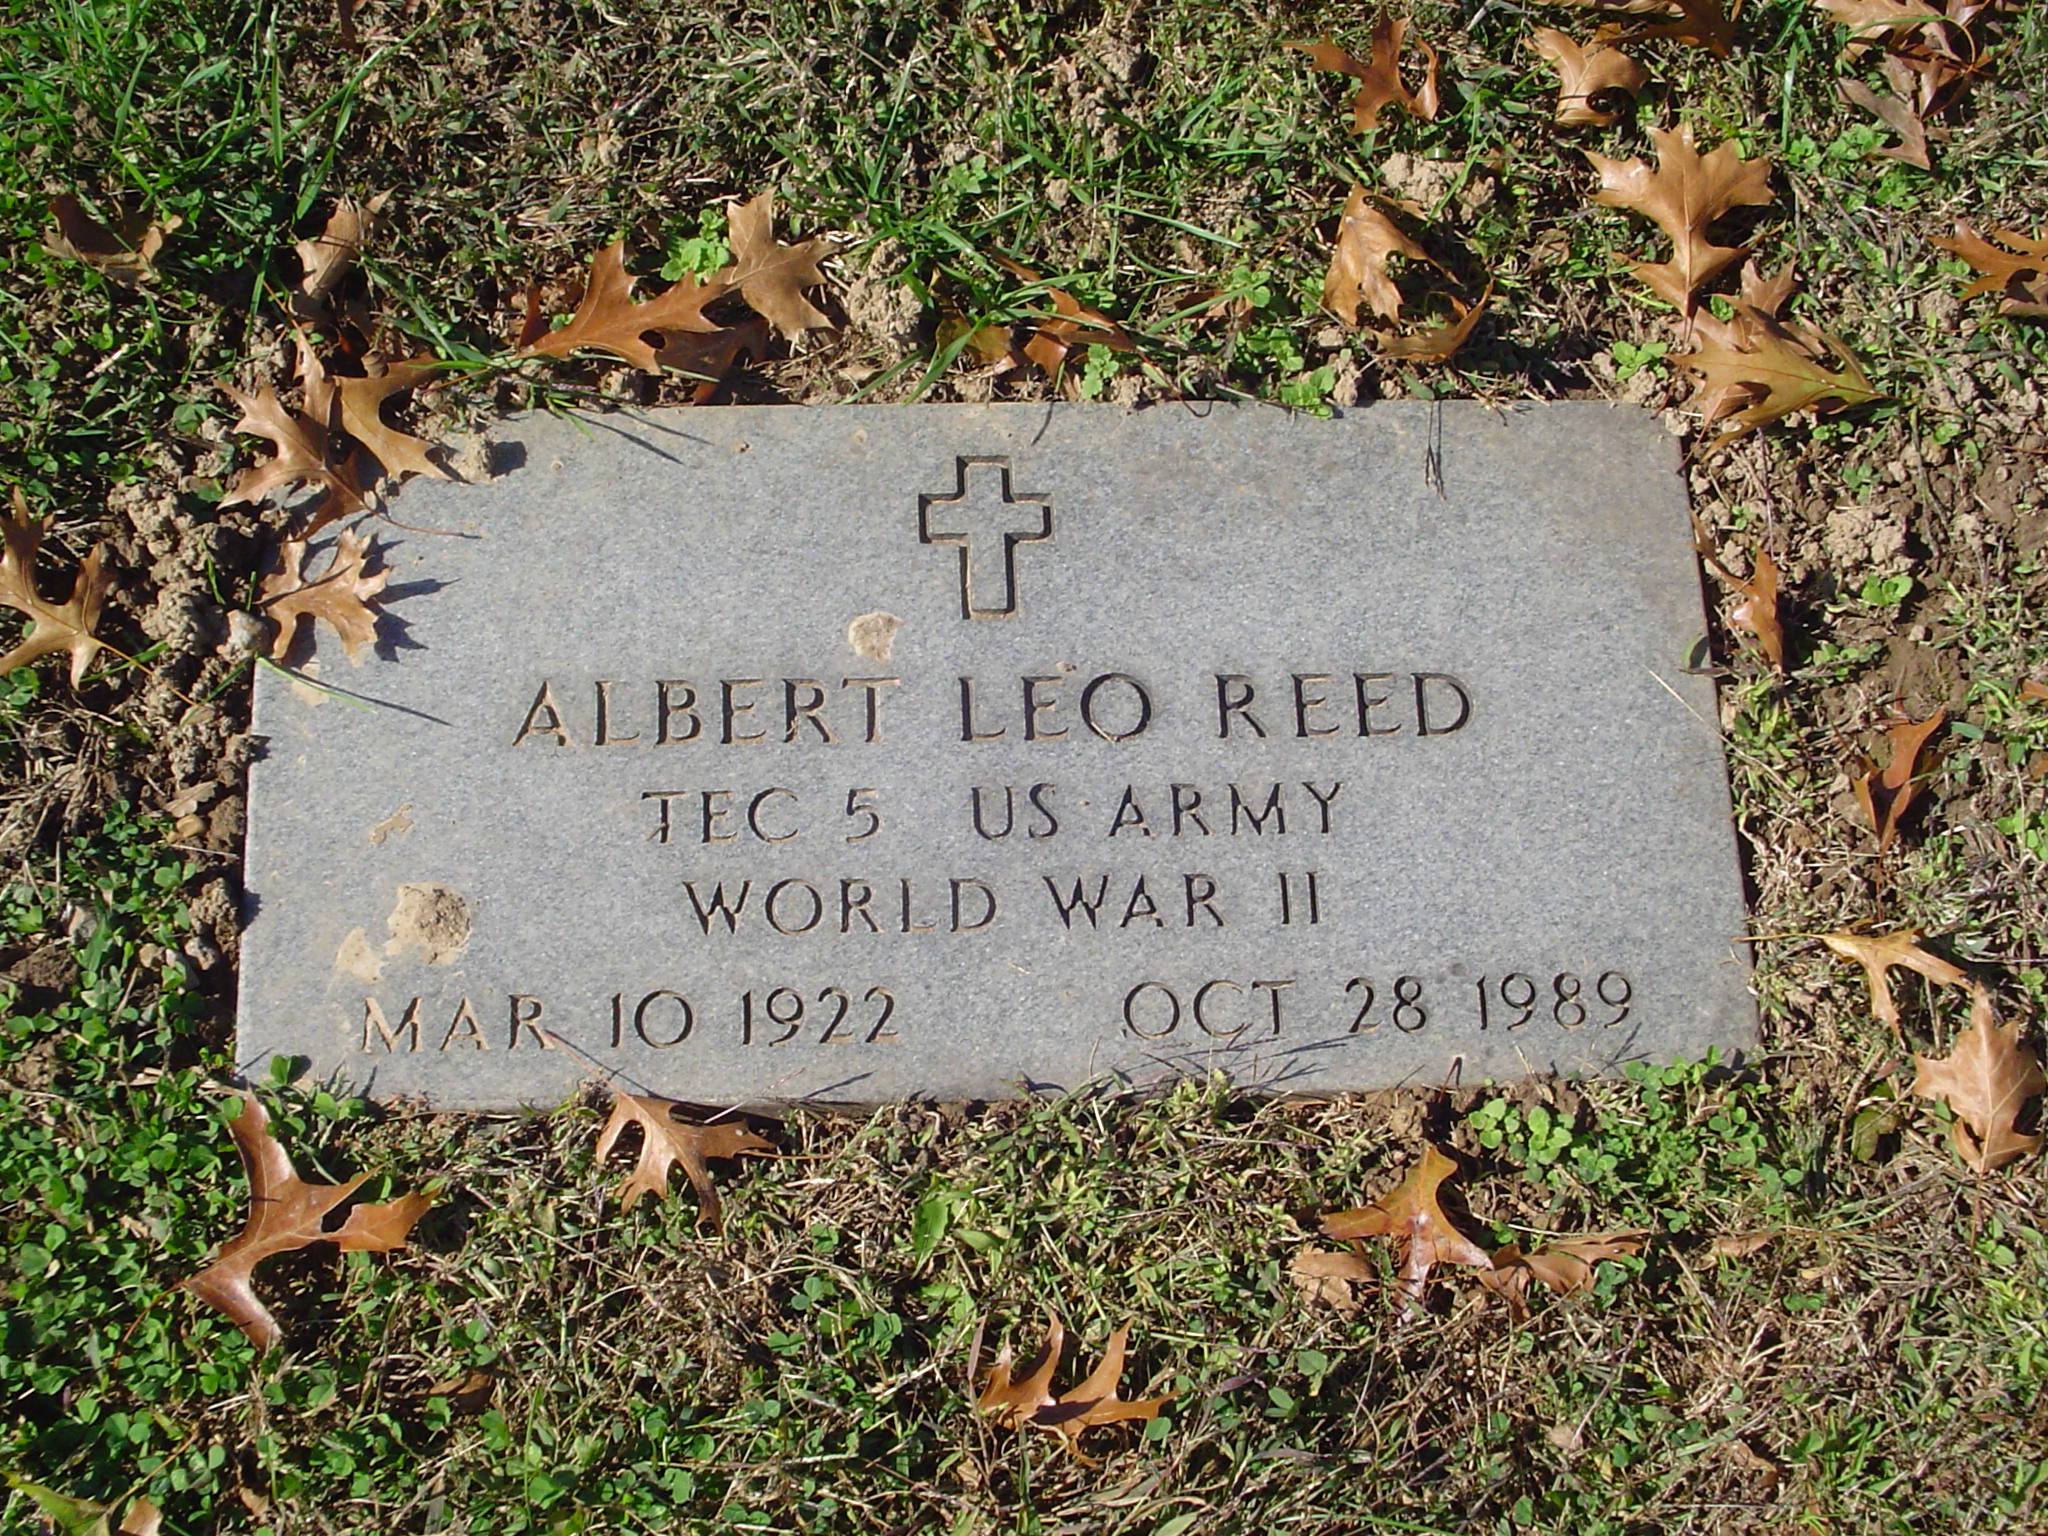 ALBERT LEO REED
TEC 5 US ARMY
WORLD WAR II
MAR 10 1922 OCT 28 1989